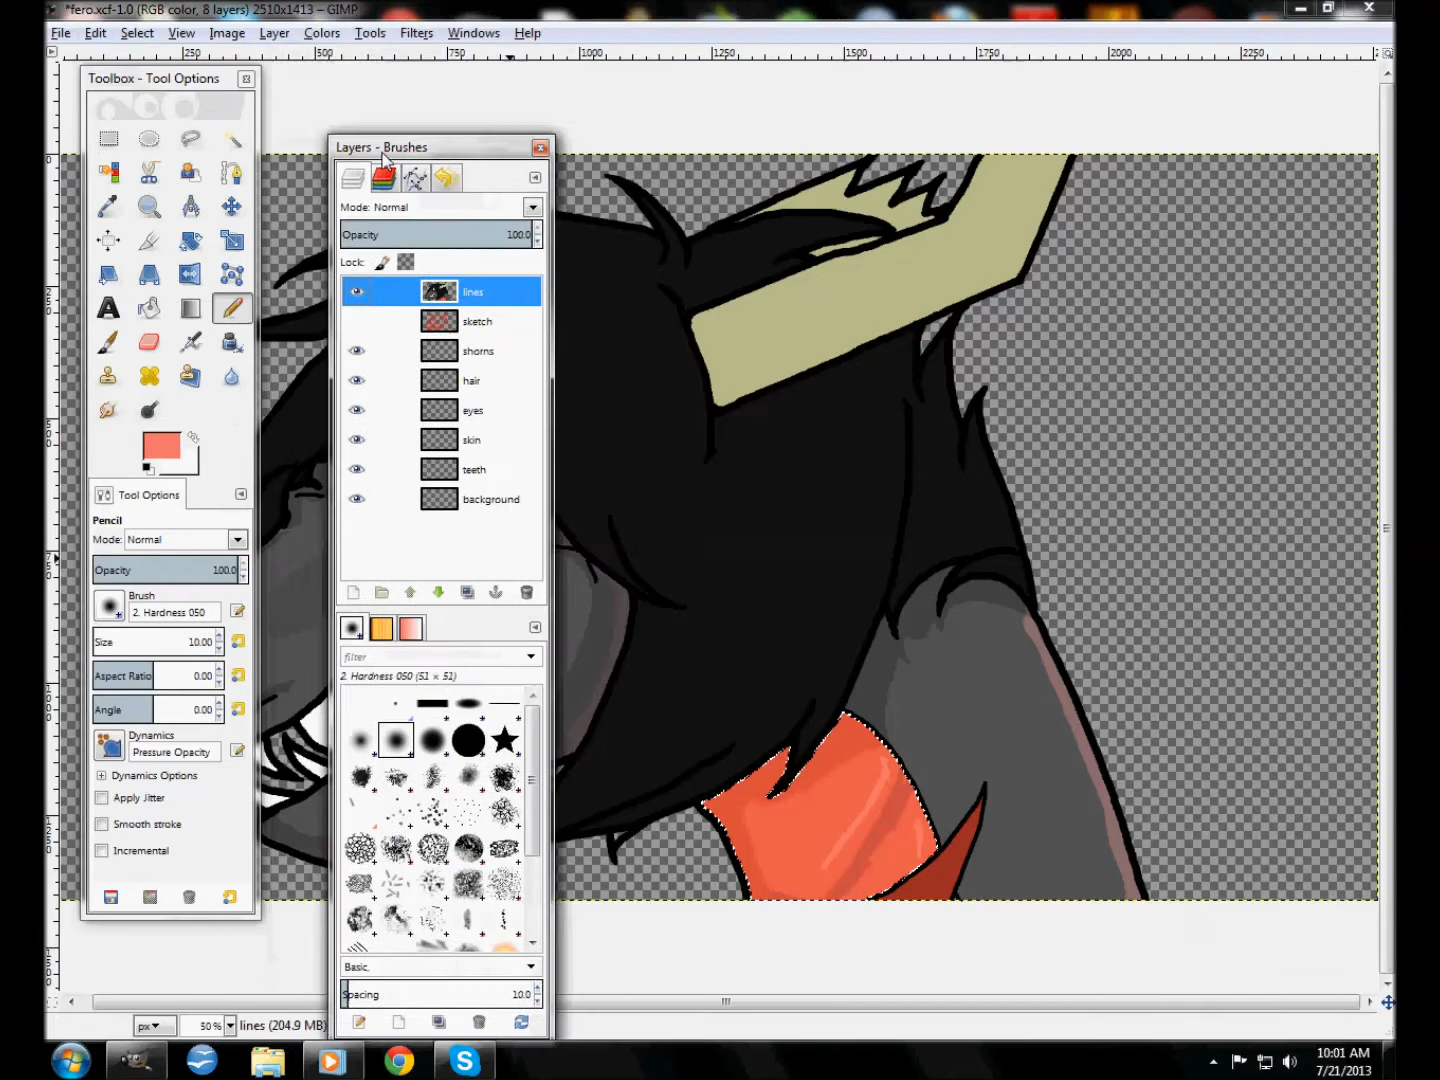 *fero.xcf-1.0 (RGB color, 8 layers) 2510x1413 – GIMP
File Edit Select View Image Layer Colors Tools Filters Windows Help
250 500 750 1000 1250 1500 1750 2000 2250
Toolbox - Tool Options
Layers - Brushes
Mode: Normal
Opacity 100.0
Lock:
lines
sketch
shorns
hair
eyes
skin
teeth
background
Tool Options
Pencil
Mode: Normal
Opacity 100.0
Brush
2. Hardness 050
Size 10.00
Aspect Ratio 0.00
Angle 0.00
Dynamics
Pressure Opacity
Dynamics Options
Apply Jitter
Smooth stroke
Incremental
filter
2. Hardness 050 (51 × 51)
Basic,
Spacing 10.0
px 50 % lines (204.9 MB)
10:01 AM
7/21/2013